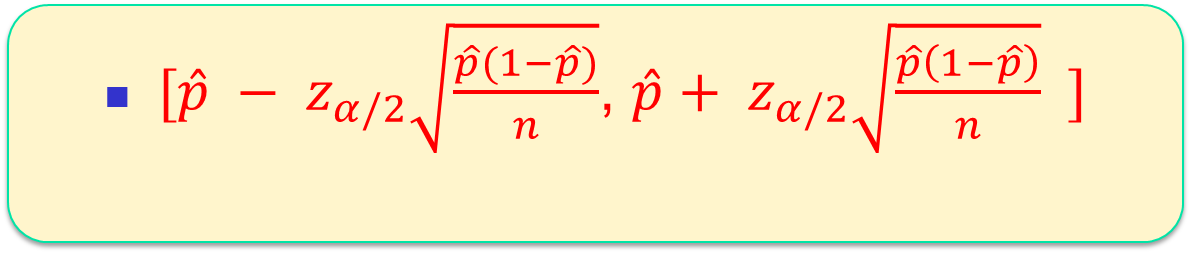 ▪ [p̂ − z_{α/2}√(p̂(1−p̂)/n), p̂ + z_{α/2}√(p̂(1−p̂)/n) ]